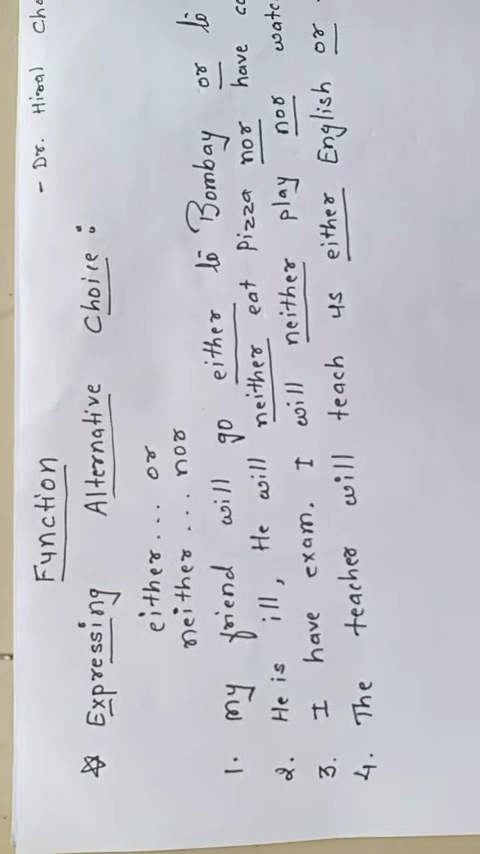 - Dr. Hiral
Function
☆ Expressing Alternative Choice :
either... or
neither... nor
1. my friend will go either to Bombay or to
2. He is ill, He will neither eat pizza nor have
3. I have exam. I will neither play nor
4. The teacher will teach us either English or